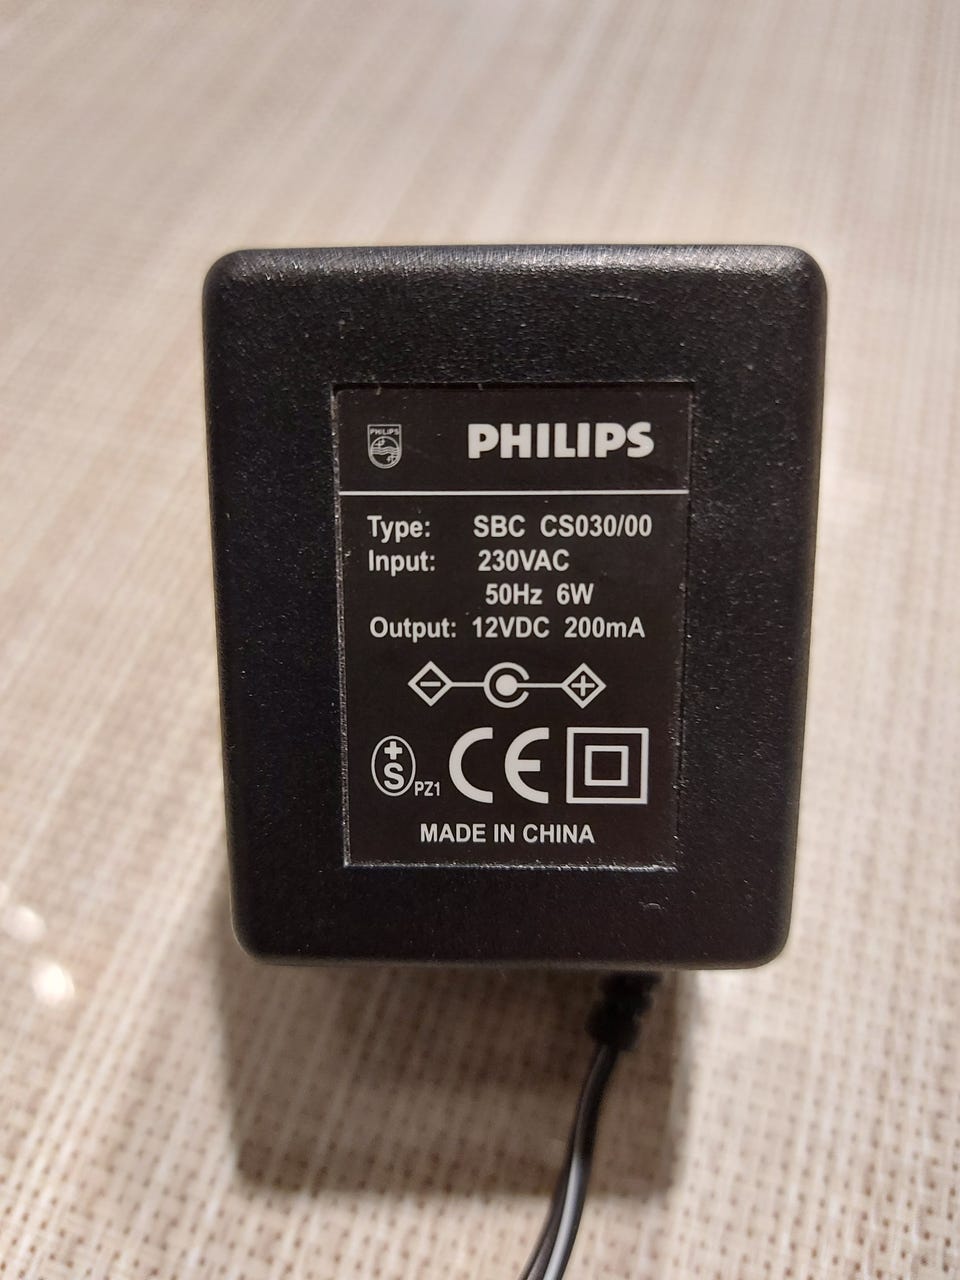 PHILIPS
PHILIPS
Type: SBC CS030/00
Input: 230VAC
50Hz 6W
Output: 12VDC 200mA
− +
+S PZ1 CE
MADE IN CHINA